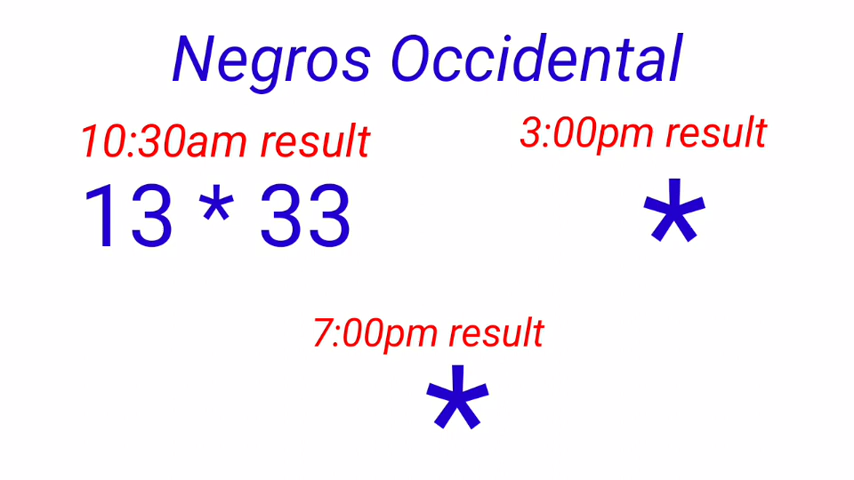 Negros Occidental
10:30am result
13 * 33
3:00pm result
*
7:00pm result
*